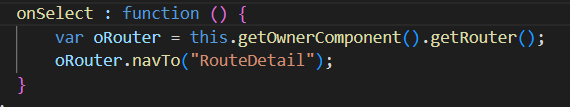 onSelect : function () {
    var oRouter = this.getOwnerComponent().getRouter();
    oRouter.navTo("RouteDetail");
}